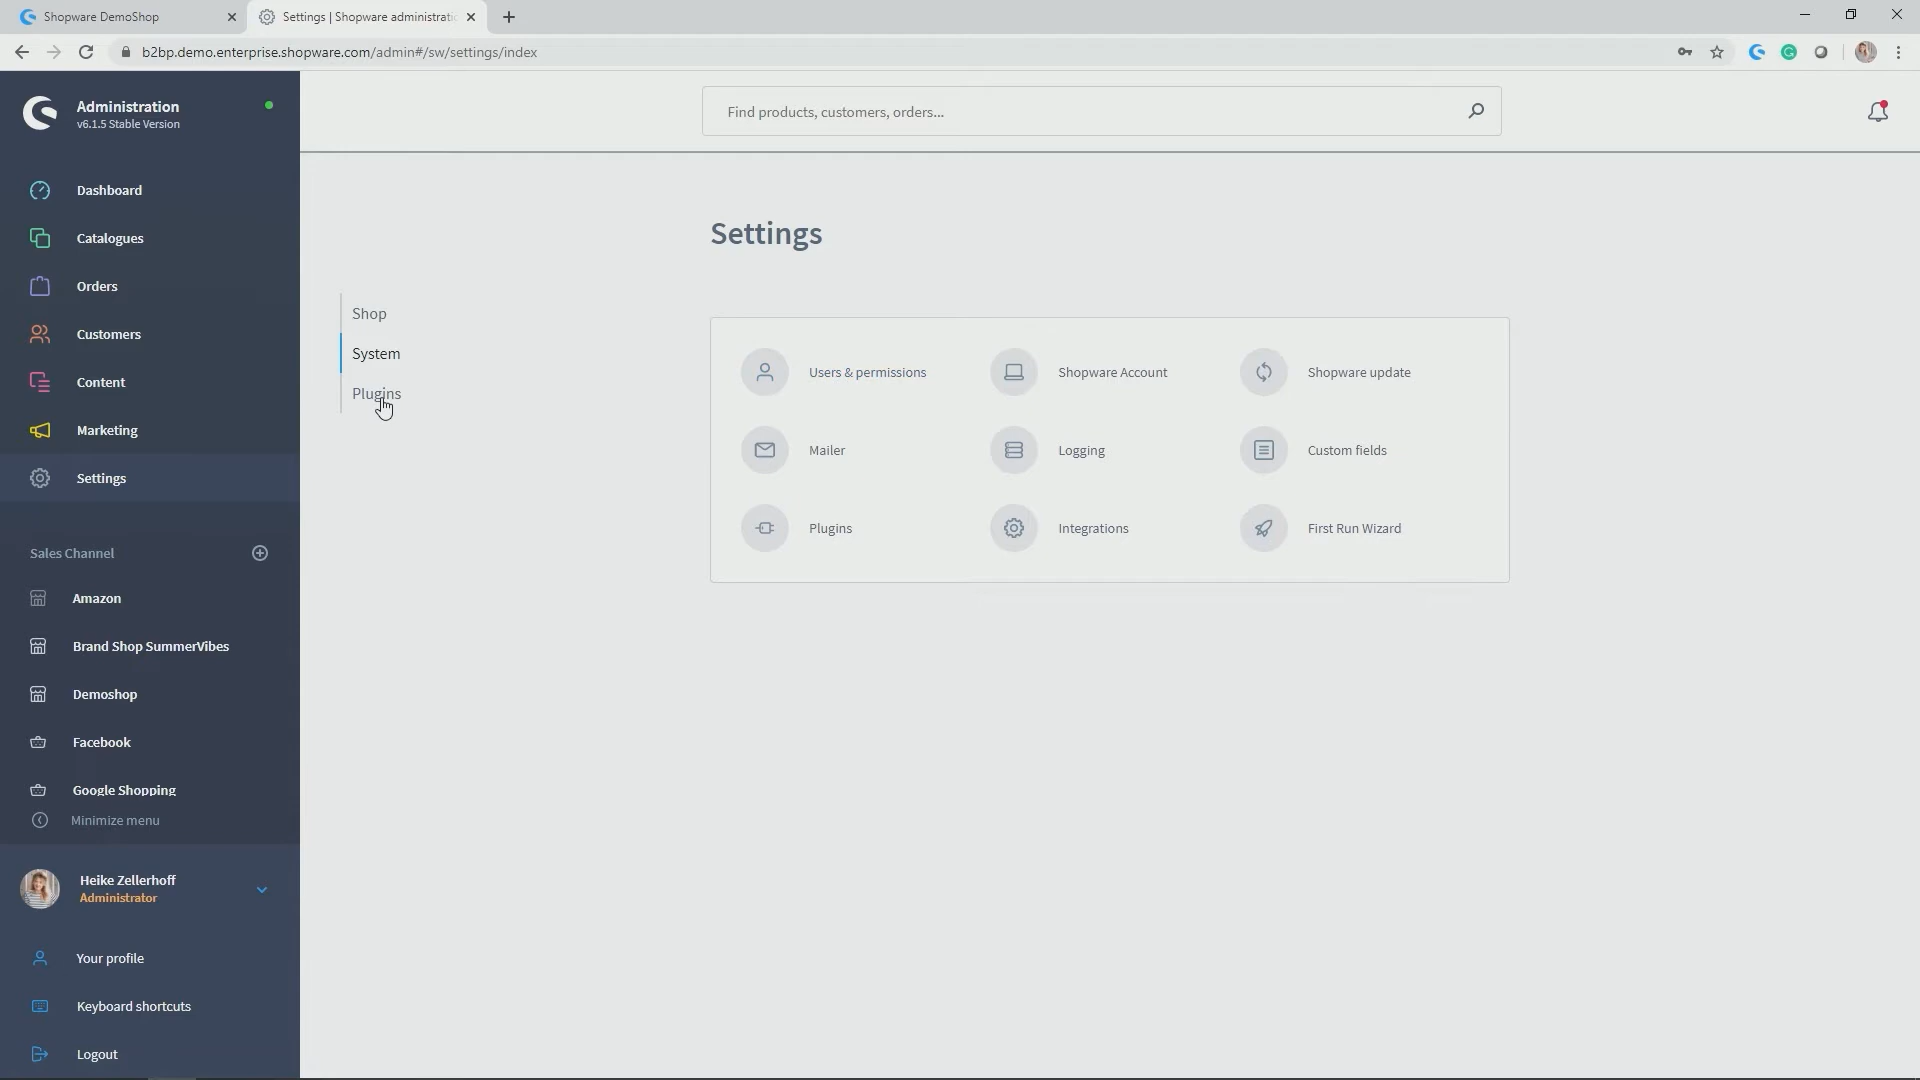 Shopware DemoShop
Settings | Shopware administratio
b2bp.demo.enterprise.shopware.com/admin#/sw/settings/index
Administration
v6.1.5 Stable Version
Find products, customers, orders...
Dashboard
Catalogues
Orders
Customers
Content
Marketing
Settings
Sales Channel
Amazon
Brand Shop SummerVibes
Demoshop
Facebook
Google Shopping
Minimize menu
Heike Zellerhoff
Administrator
Your profile
Keyboard shortcuts
Logout
Settings
Shop
System
Plugins
Users & permissions
Shopware Account
Shopware update
Mailer
Logging
Custom fields
Plugins
Integrations
First Run Wizard